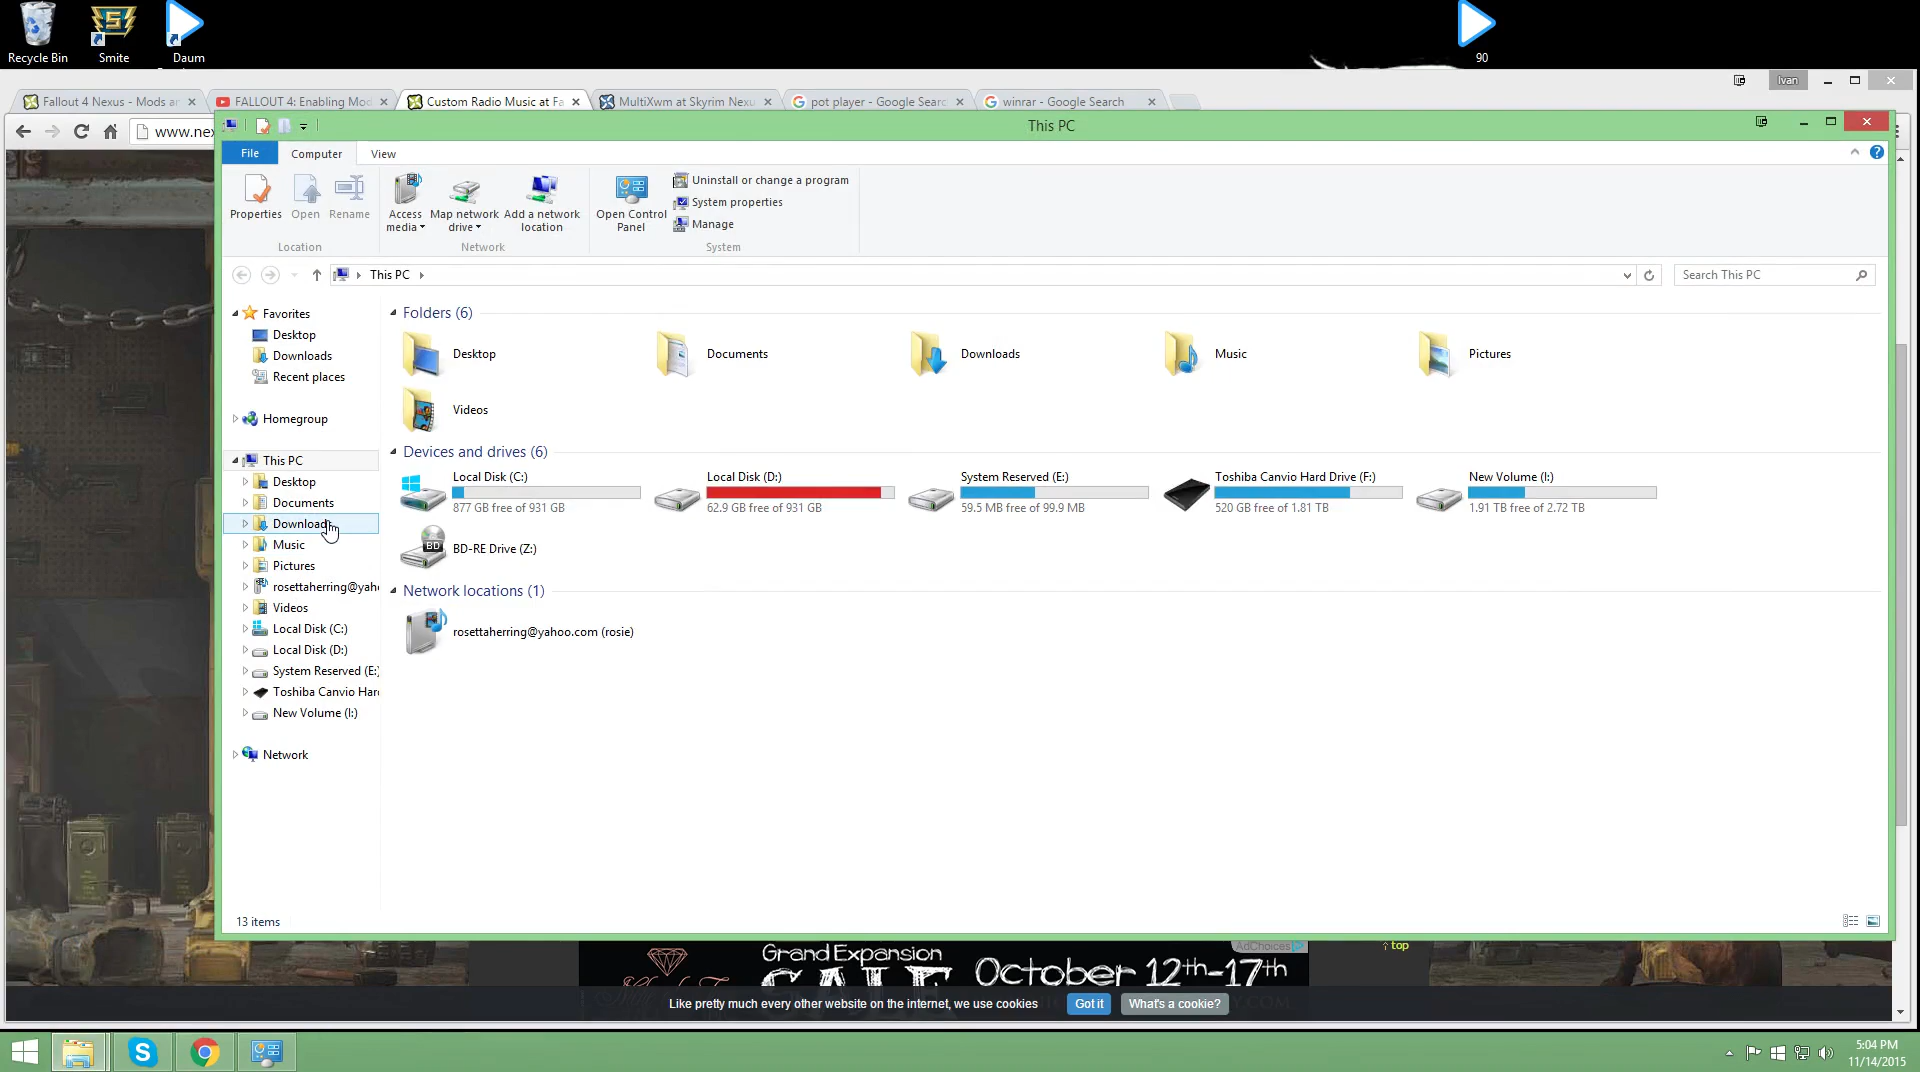 Recycle Bin
Smite
Daum
90
Ivan
Fallout 4 Nexus - Mods an
FALLOUT 4: Enabling Mod
Custom Radio Music at Fa
MultiXwm at Skyrim Nexu
pot player - Google Searc
winrar - Google Search
www.nex
This PC
File
Computer
View
Properties
Open
Rename
Access media
Map network drive
Add a network location
Open Control Panel
Uninstall or change a program
System properties
Manage
Location
Network
System
This PC
Search This PC
Favorites
Desktop
Downloads
Recent places
Homegroup
This PC
Desktop
Documents
Downloads
Music
Pictures
rosettaherring@yaho
Videos
Local Disk (C:)
Local Disk (D:)
System Reserved (E:)
Toshiba Canvio Hard
New Volume (I:)
Network
Folders (6)
Desktop
Documents
Downloads
Music
Pictures
Videos
Devices and drives (6)
Local Disk (C:)
877 GB free of 931 GB
Local Disk (D:)
62.9 GB free of 931 GB
System Reserved (E:)
59.5 MB free of 99.9 MB
Toshiba Canvio Hard Drive (F:)
520 GB free of 1.81 TB
New Volume (I:)
1.91 TB free of 2.72 TB
BD
BD-RE Drive (Z:)
Network locations (1)
rosettaherring@yahoo.com (rosie)
13 items
AdChoices
↑top
Grand Expansion
SALE
October 12th-17th
Like pretty much every other website on the internet, we use cookies
Got it
What's a cookie?
5:04 PM
11/14/2015